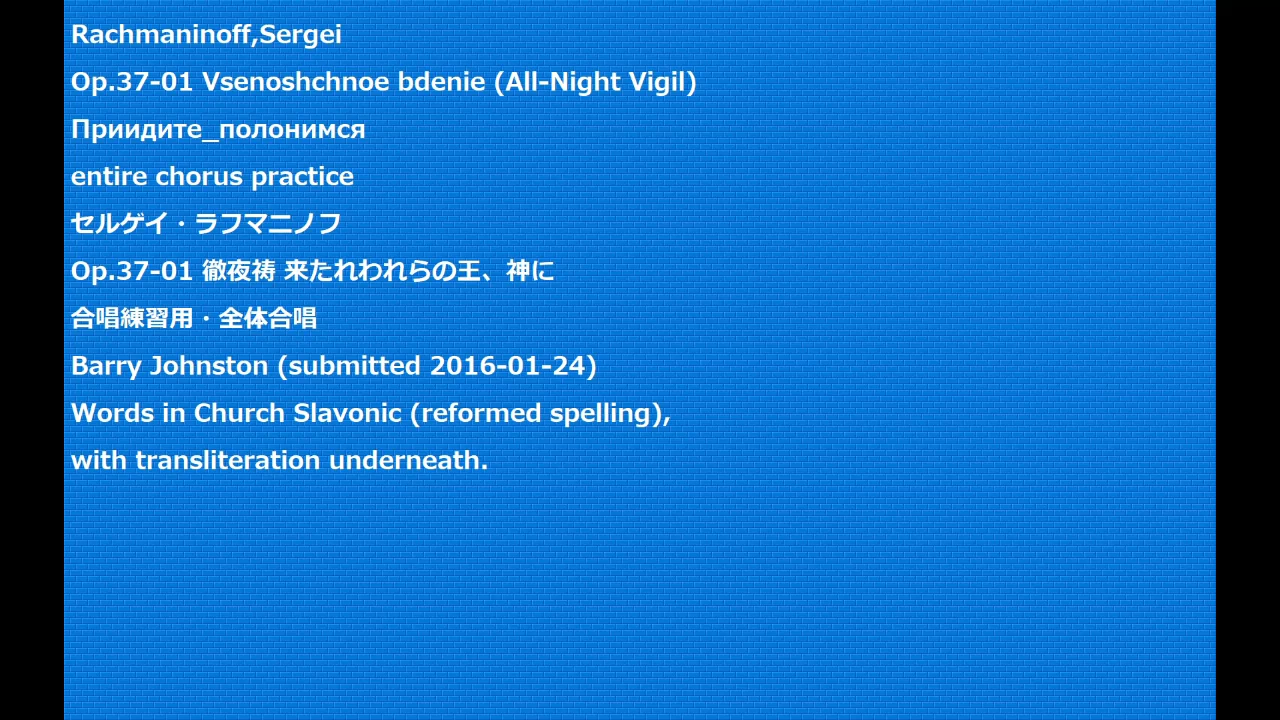 Rachmaninoff,Sergei
Op.37-01 Vsenoshchnoe bdenie (All-Night Vigil)
Приидите_полонимся
entire chorus practice
セルゲイ・ラフマニノフ
Op.37-01 徹夜祷 来たれわれらの王、神に
合唱練習用・全体合唱
Barry Johnston (submitted 2016-01-24)
Words in Church Slavonic (reformed spelling),
with transliteration underneath.